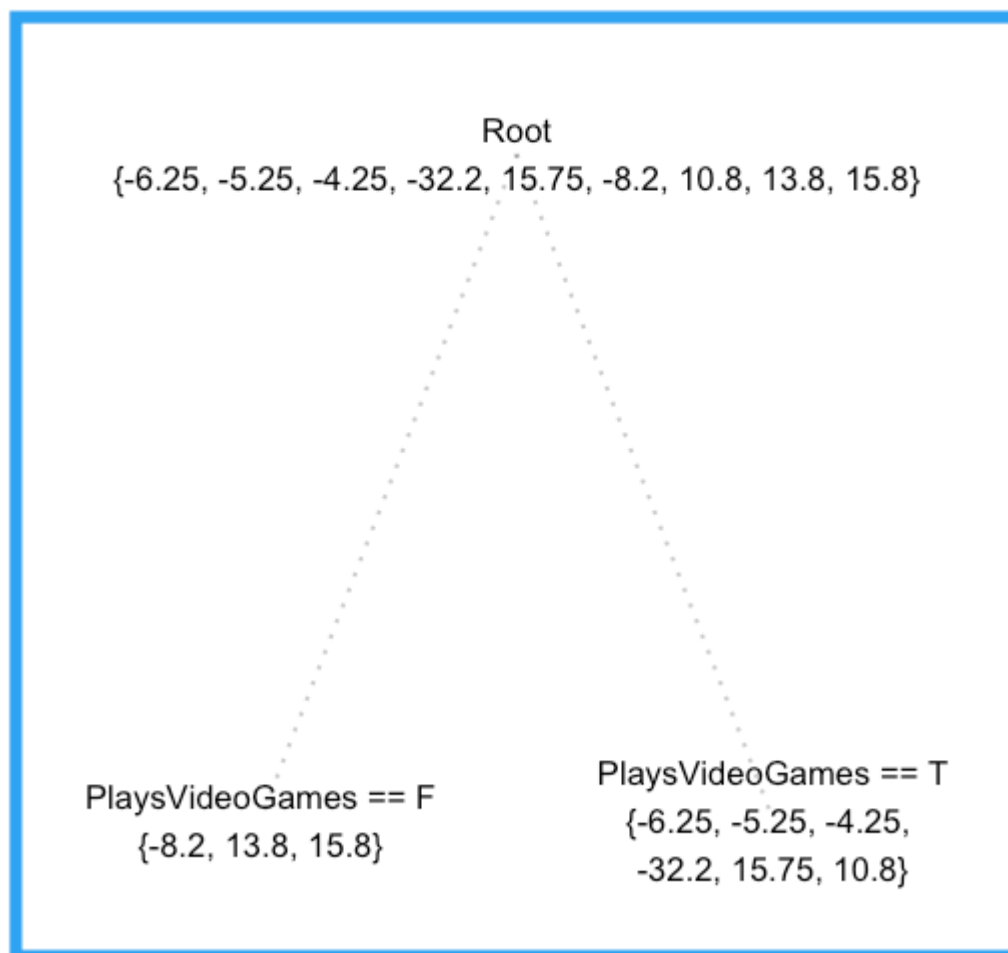 Root
{-6.25, -5.25, -4.25, -32.2, 15.75, -8.2, 10.8, 13.8, 15.8}
PlaysVideoGames == F
{-8.2, 13.8, 15.8}
PlaysVideoGames == T
{-6.25, -5.25, -4.25,
-32.2, 15.75, 10.8}